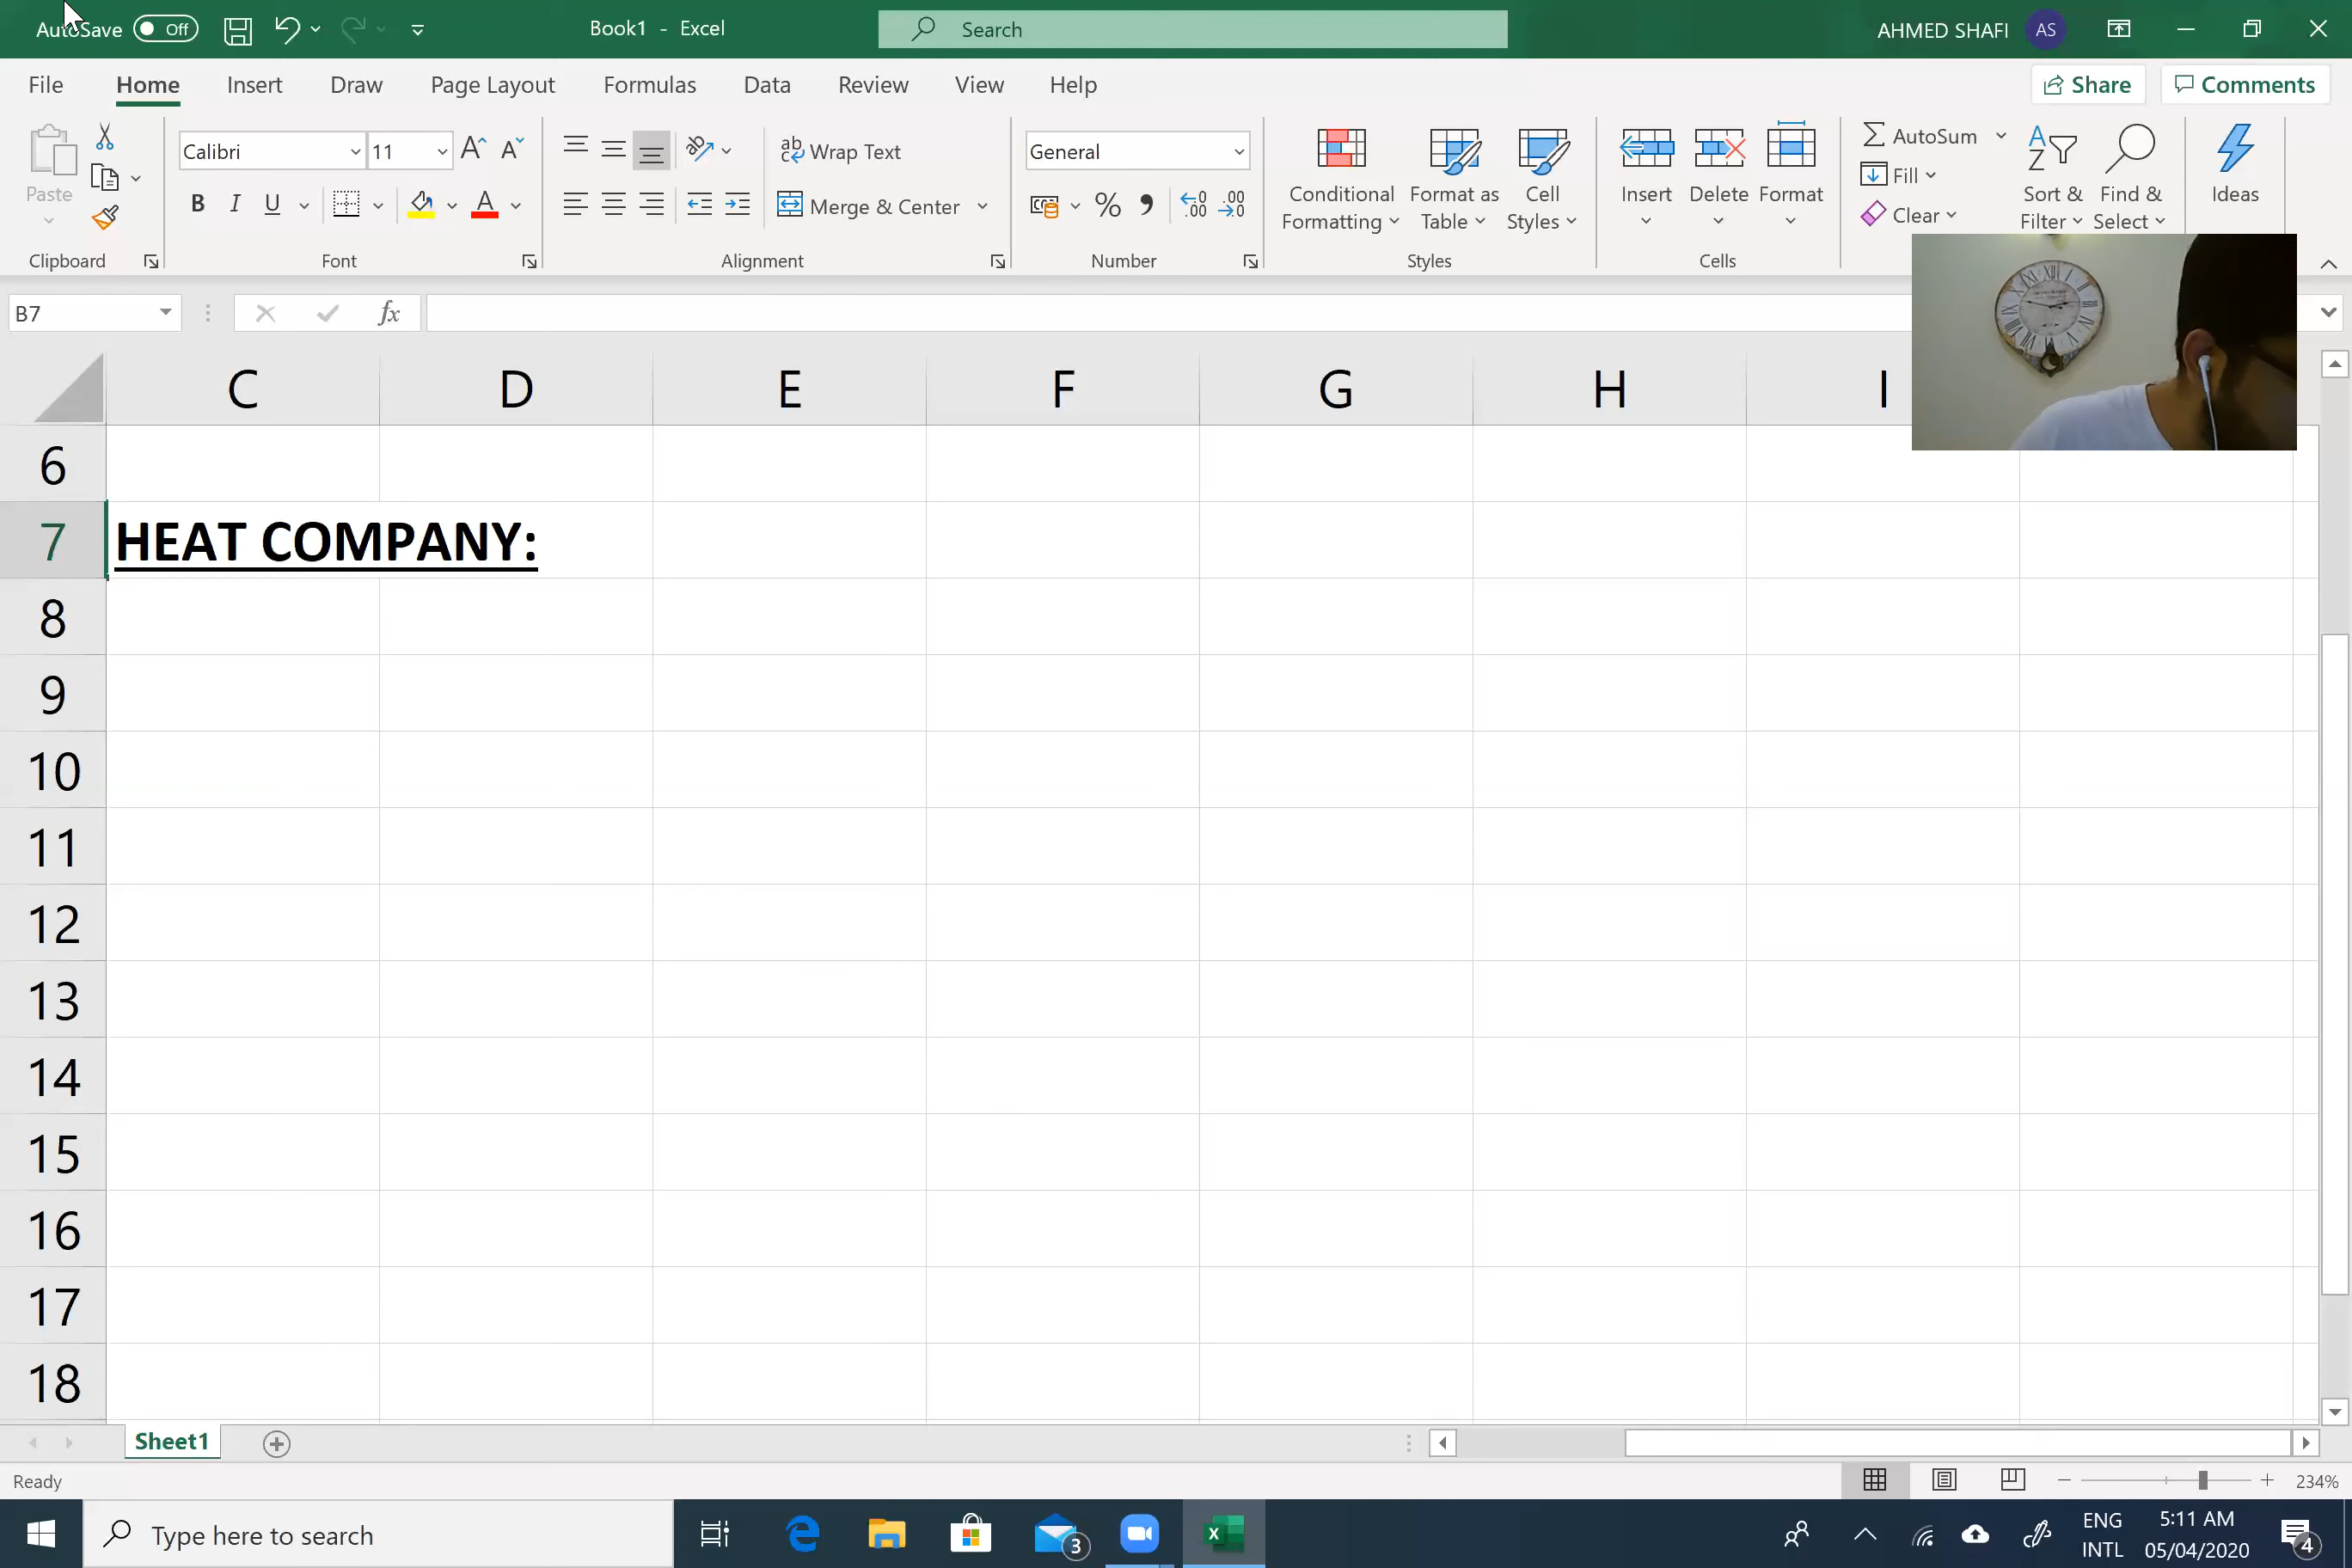 AutoSave Off Book1 - Excel Search AHMED SHAFI AS
File Home Insert Draw Page Layout Formulas Data Review View Help Share Comments
Paste Calibri 11 Wrap Text General Conditional Formatting Format as Table Cell Styles Insert Delete Format AutoSum Fill Clear Sort & Filter Find & Select Ideas
B I U Merge & Center
Clipboard Font Alignment Number Styles Cells
B7 fx
C D E F G H I
6
7 HEAT COMPANY:
8
9
10
11
12
13
14
15
16
17
18
Sheet1
Ready 234%
Type here to search 3 ENG 5:11 AM
INTL 05/04/2020 4